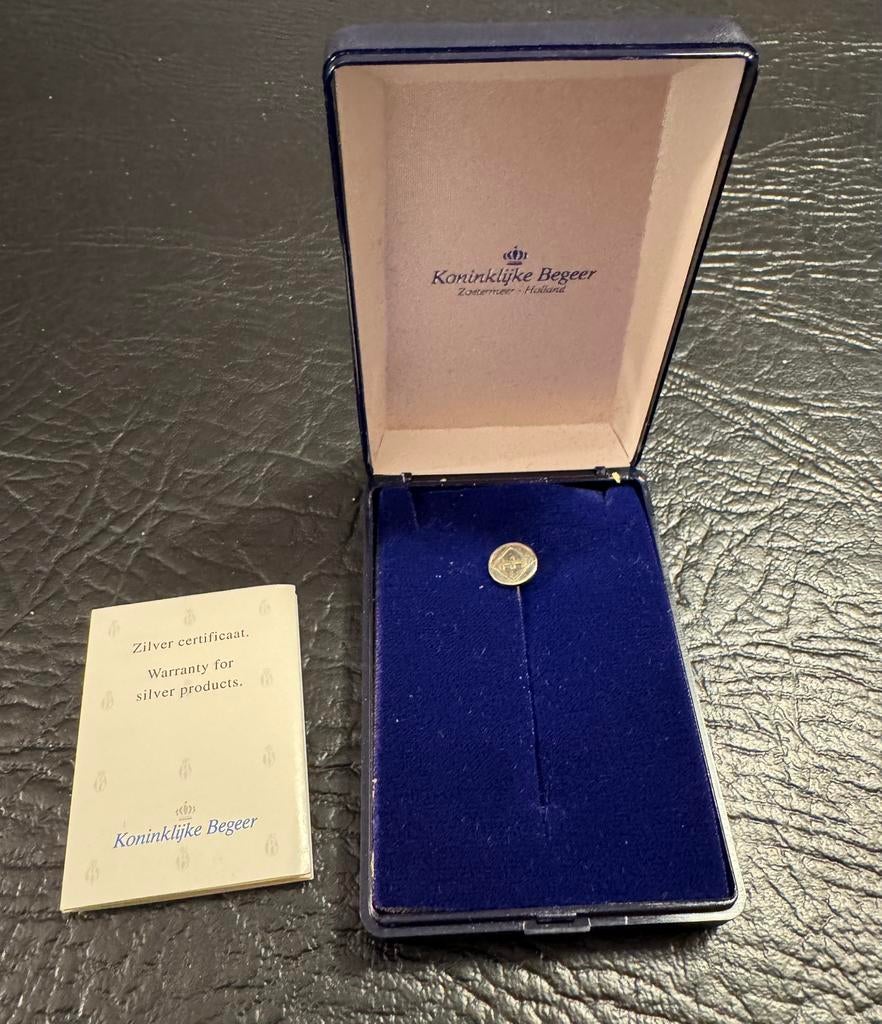 Koninklijke Begeer
Zoetermeer - Holland
Zilver certificaat.
Warranty for
silver products.
Koninklijke Begeer